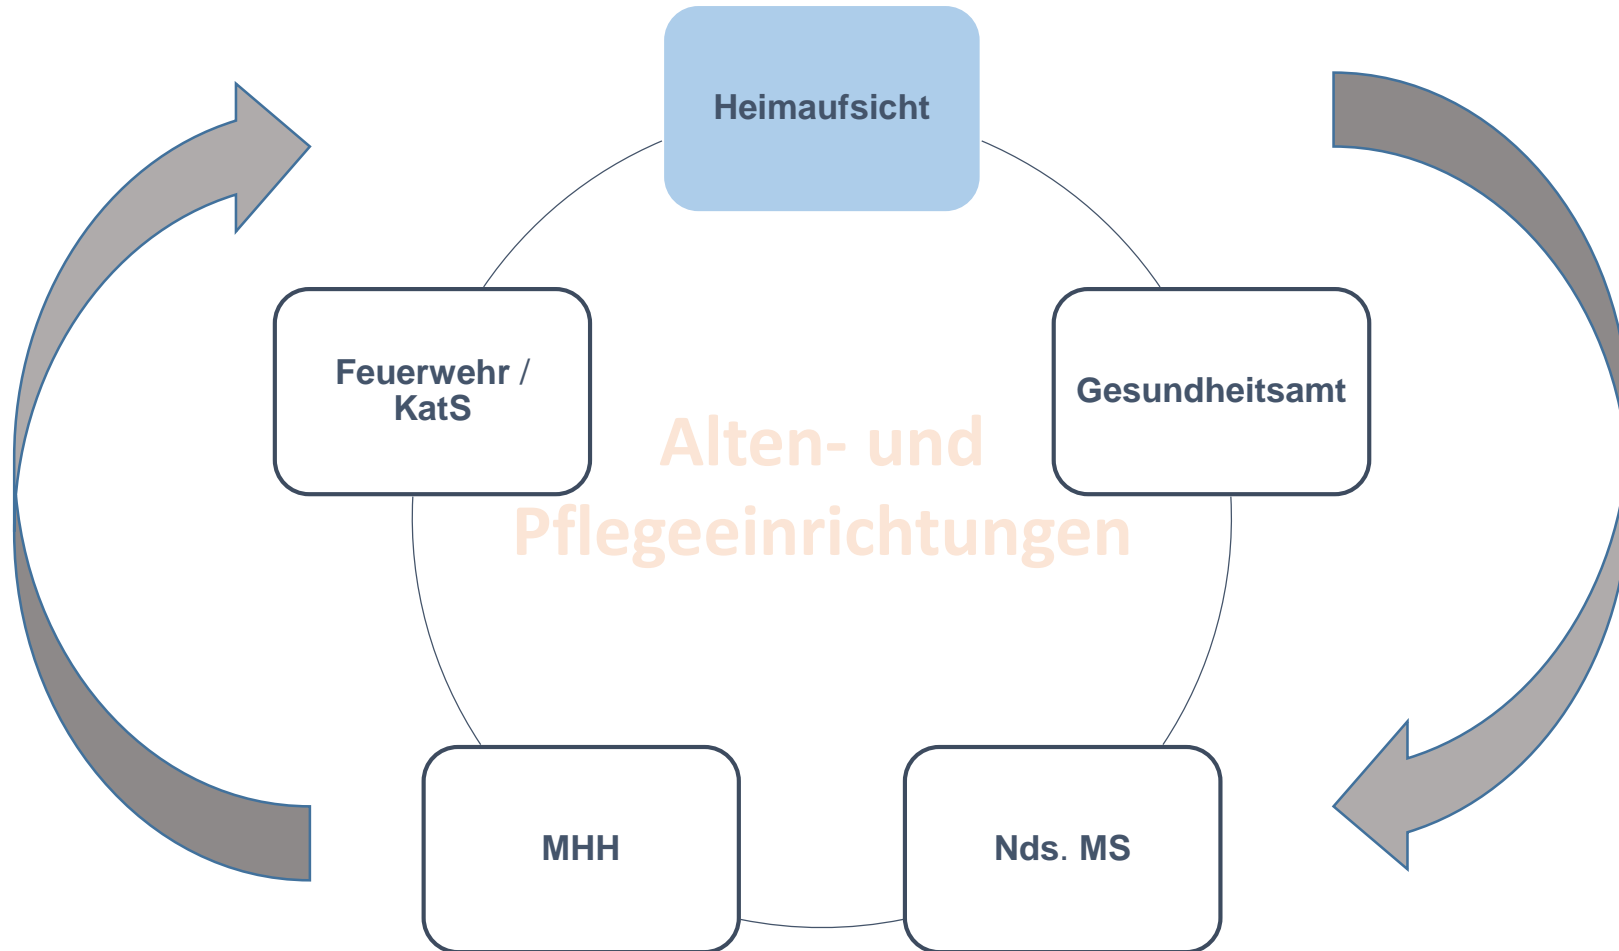 Heimaufsicht
Feuerwehr /
KatS
Gesundheitsamt
Alten- und
Pflegeeinrichtungen
MHH
Nds. MS